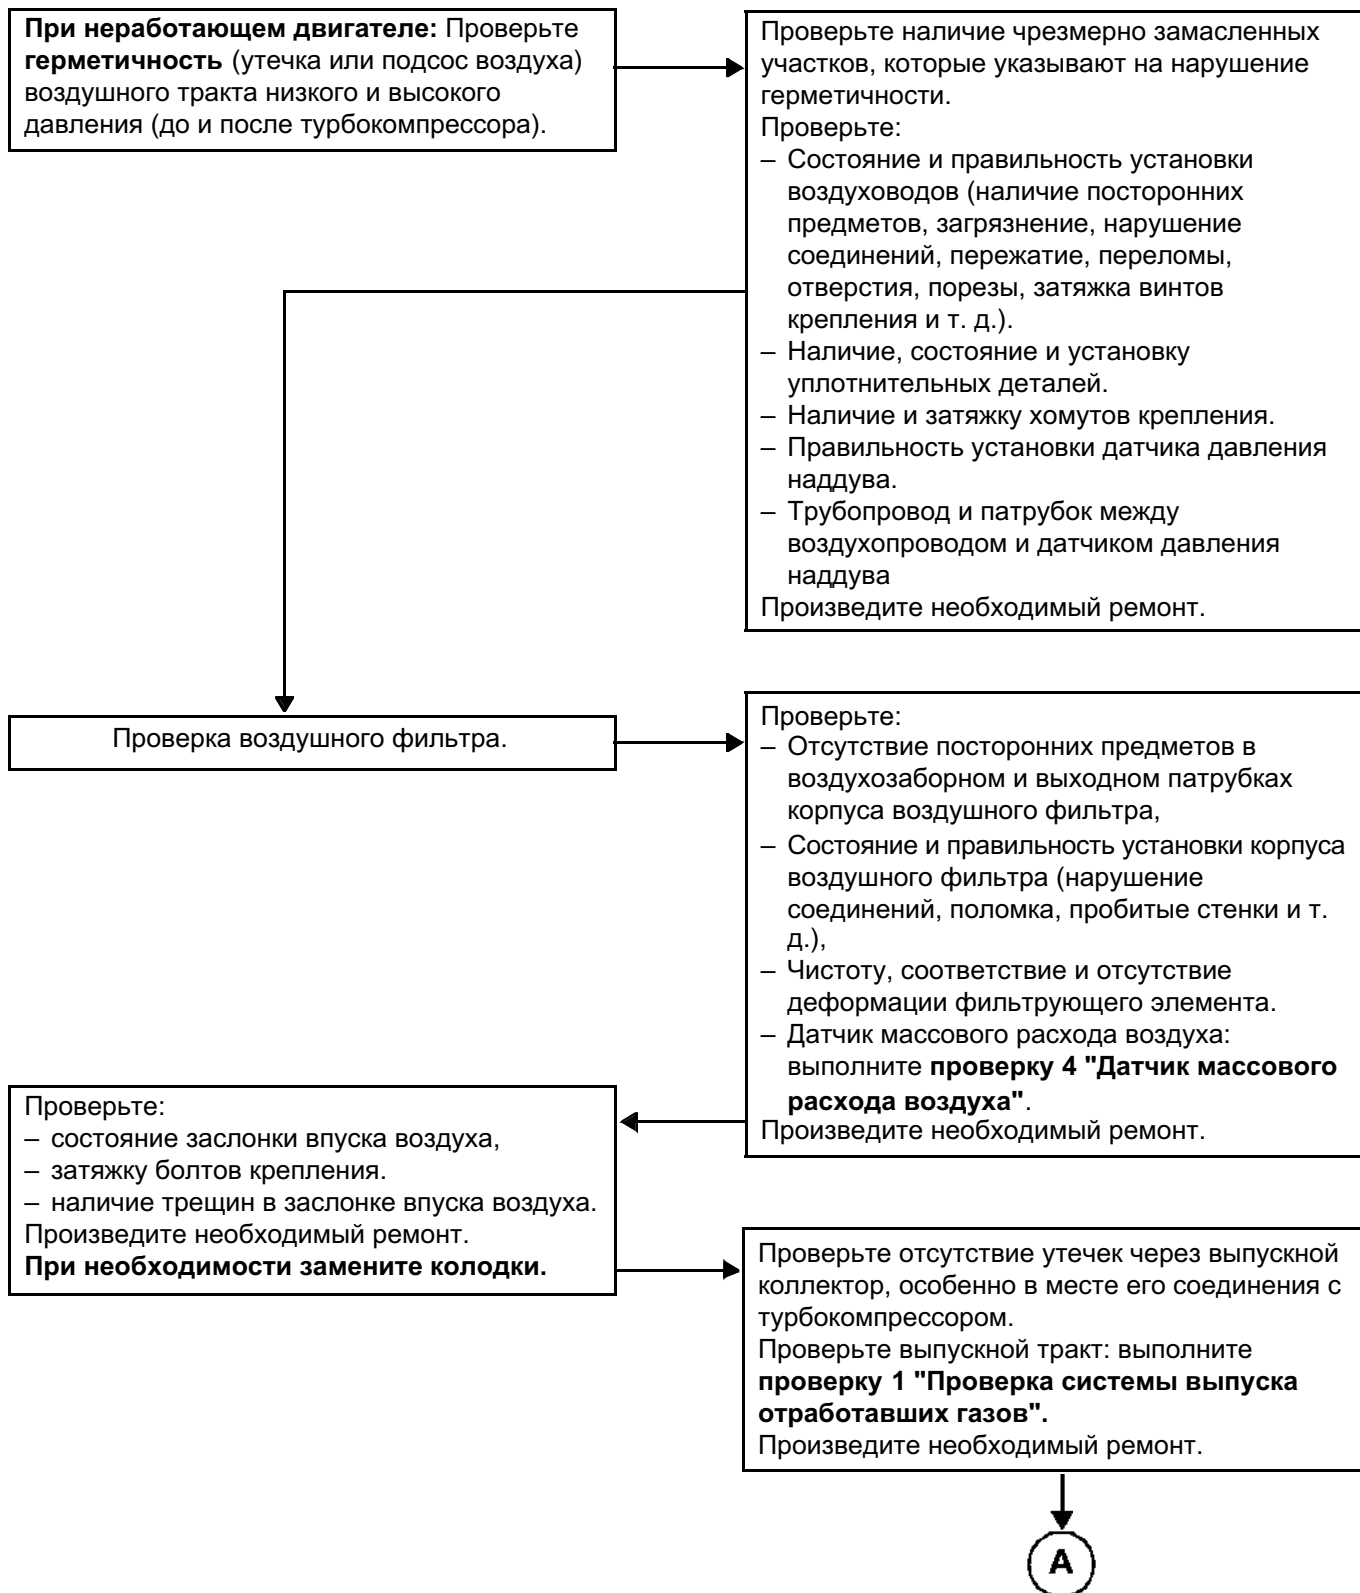 При неработающем двигателе: Проверьте
герметичность (утечка или подсос воздуха)
воздушного тракта низкого и высокого
давления (до и после турбокомпрессора).
Проверьте наличие чрезмерно замасленных
участков, которые указывают на нарушение
герметичности.
Проверьте:
– Состояние и правильность установки
воздуховодов (наличие посторонних
предметов, загрязнение, нарушение
соединений, пережатие, переломы,
отверстия, порезы, затяжка винтов
крепления и т. д.).
– Наличие, состояние и установку
уплотнительных деталей.
– Наличие и затяжку хомутов крепления.
– Правильность установки датчика давления
наддува.
– Трубопровод и патрубок между
воздухопроводом и датчиком давления
наддува
Произведите необходимый ремонт.
Проверка воздушного фильтра.
Проверьте:
– Отсутствие посторонних предметов в
воздухозаборном и выходном патрубках
корпуса воздушного фильтра,
– Состояние и правильность установки корпуса
воздушного фильтра (нарушение
соединений, поломка, пробитые стенки и т.
д.),
– Чистоту, соответствие и отсутствие
деформации фильтрующего элемента.
– Датчик массового расхода воздуха:
выполните проверку 4 "Датчик массового
расхода воздуха".
Произведите необходимый ремонт.
Проверьте:
– состояние заслонки впуска воздуха,
– затяжку болтов крепления.
– наличие трещин в заслонке впуска воздуха.
Произведите необходимый ремонт.
При необходимости замените колодки.
Проверьте отсутствие утечек через выпускной
коллектор, особенно в месте его соединения с
турбокомпрессором.
Проверьте выпускной тракт: выполните
проверку 1 "Проверка системы выпуска
отработавших газов".
Произведите необходимый ремонт.
A